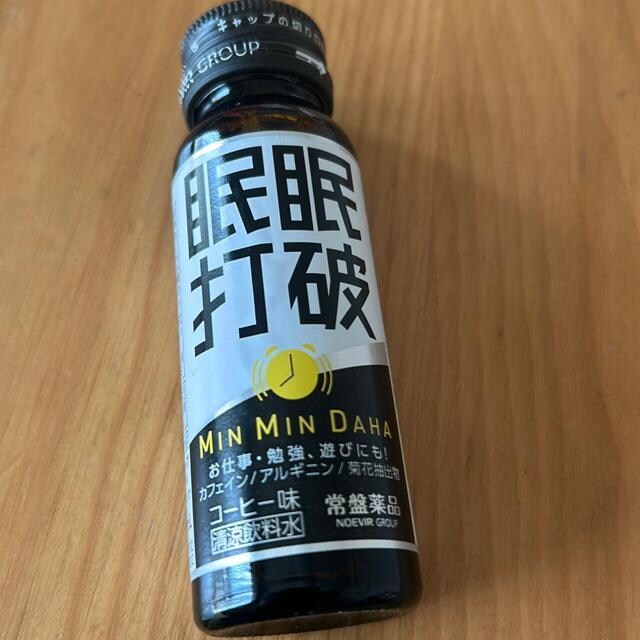 キャップの切り
GROUP
眠眠
打破
MIN MIN DAHA
お仕事・勉強、遊びにも!
カフェイン/アルギニン/菊花抽出物
コーヒー味
清涼飲料水
常盤薬品
NOEVIR GROUP